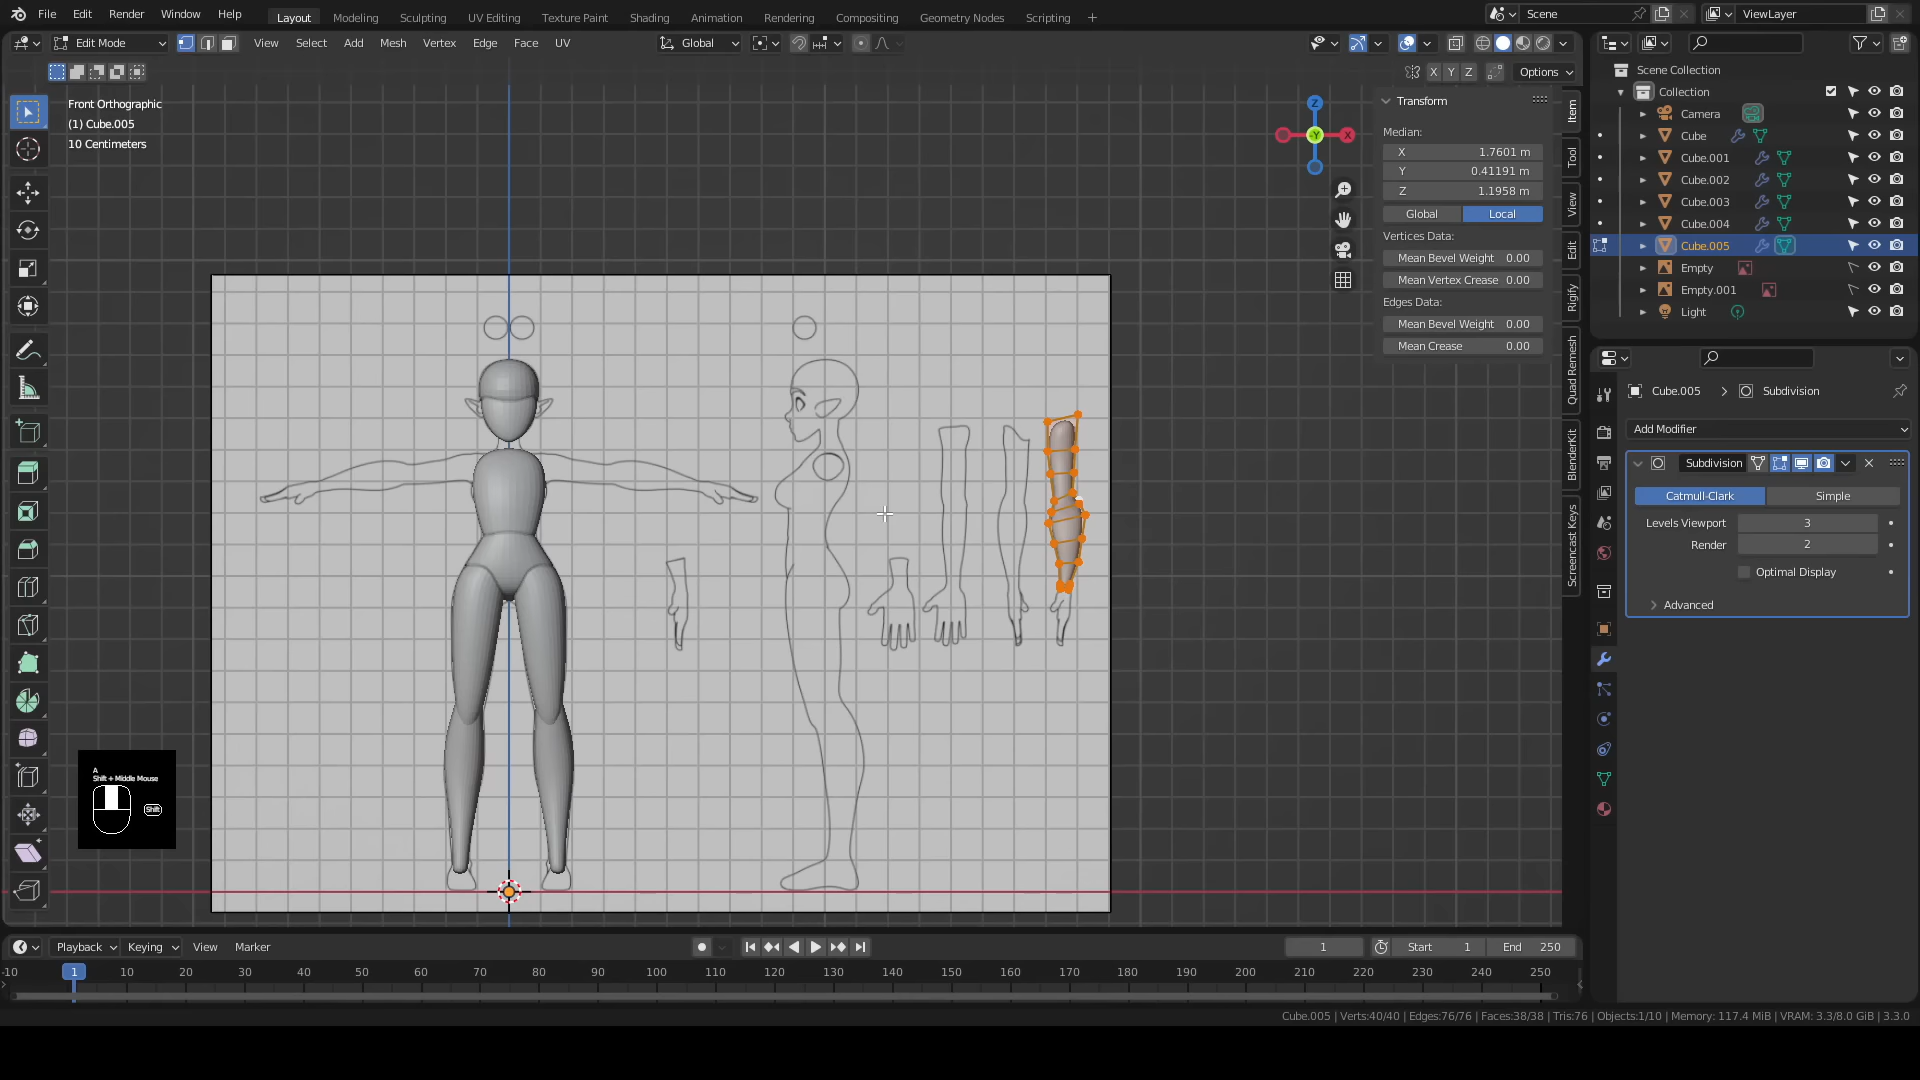 File Edit Render Window Help
Layout Modeling Sculpting UV Editing Texture Paint Shading Animation Rendering Compositing Geometry Nodes Scripting +
Scene
ViewLayer
Edit Mode
View Select Add Mesh Vertex Edge Face UV
Global
X Y Z
Options
Front Orthographic
(1) Cube.005
10 Centimeters
Z
Y
X
Transform
Median:
X 1.7601 m
Y 0.41191 m
Z 1.1958 m
Global Local
Vertices Data:
Mean Bevel Weight 0.00
Mean Vertex Crease 0.00
Edges Data:
Mean Bevel Weight 0.00
Mean Crease 0.00
Item
Tool
View
Edit
Rigify
Quad Remesh
BlenderKit
Screencast Keys
Scene Collection
Collection
Camera
Cube
Cube.001
Cube.002
Cube.003
Cube.004
Cube.005
Empty
Empty.001
Light
Cube.005 > Subdivision
Add Modifier
Subdivision
Catmull-Clark Simple
Levels Viewport 3
Render 2
Optimal Display
Advanced
A
Shift + Middle Mouse
Shift
Playback Keying View Marker
1
Start 1
End 250
-10 1 10 20 30 40 50 60 70 80 90 100 110 120 130 140 150 160 170 180 190 200 210 220 230 240 250
Cube.005 | Verts:40/40 | Edges:76/76 | Faces:38/38 | Tris:76 | Objects:1/10 | Memory: 117.4 MiB | VRAM: 3.3/8.0 GiB | 3.3.0